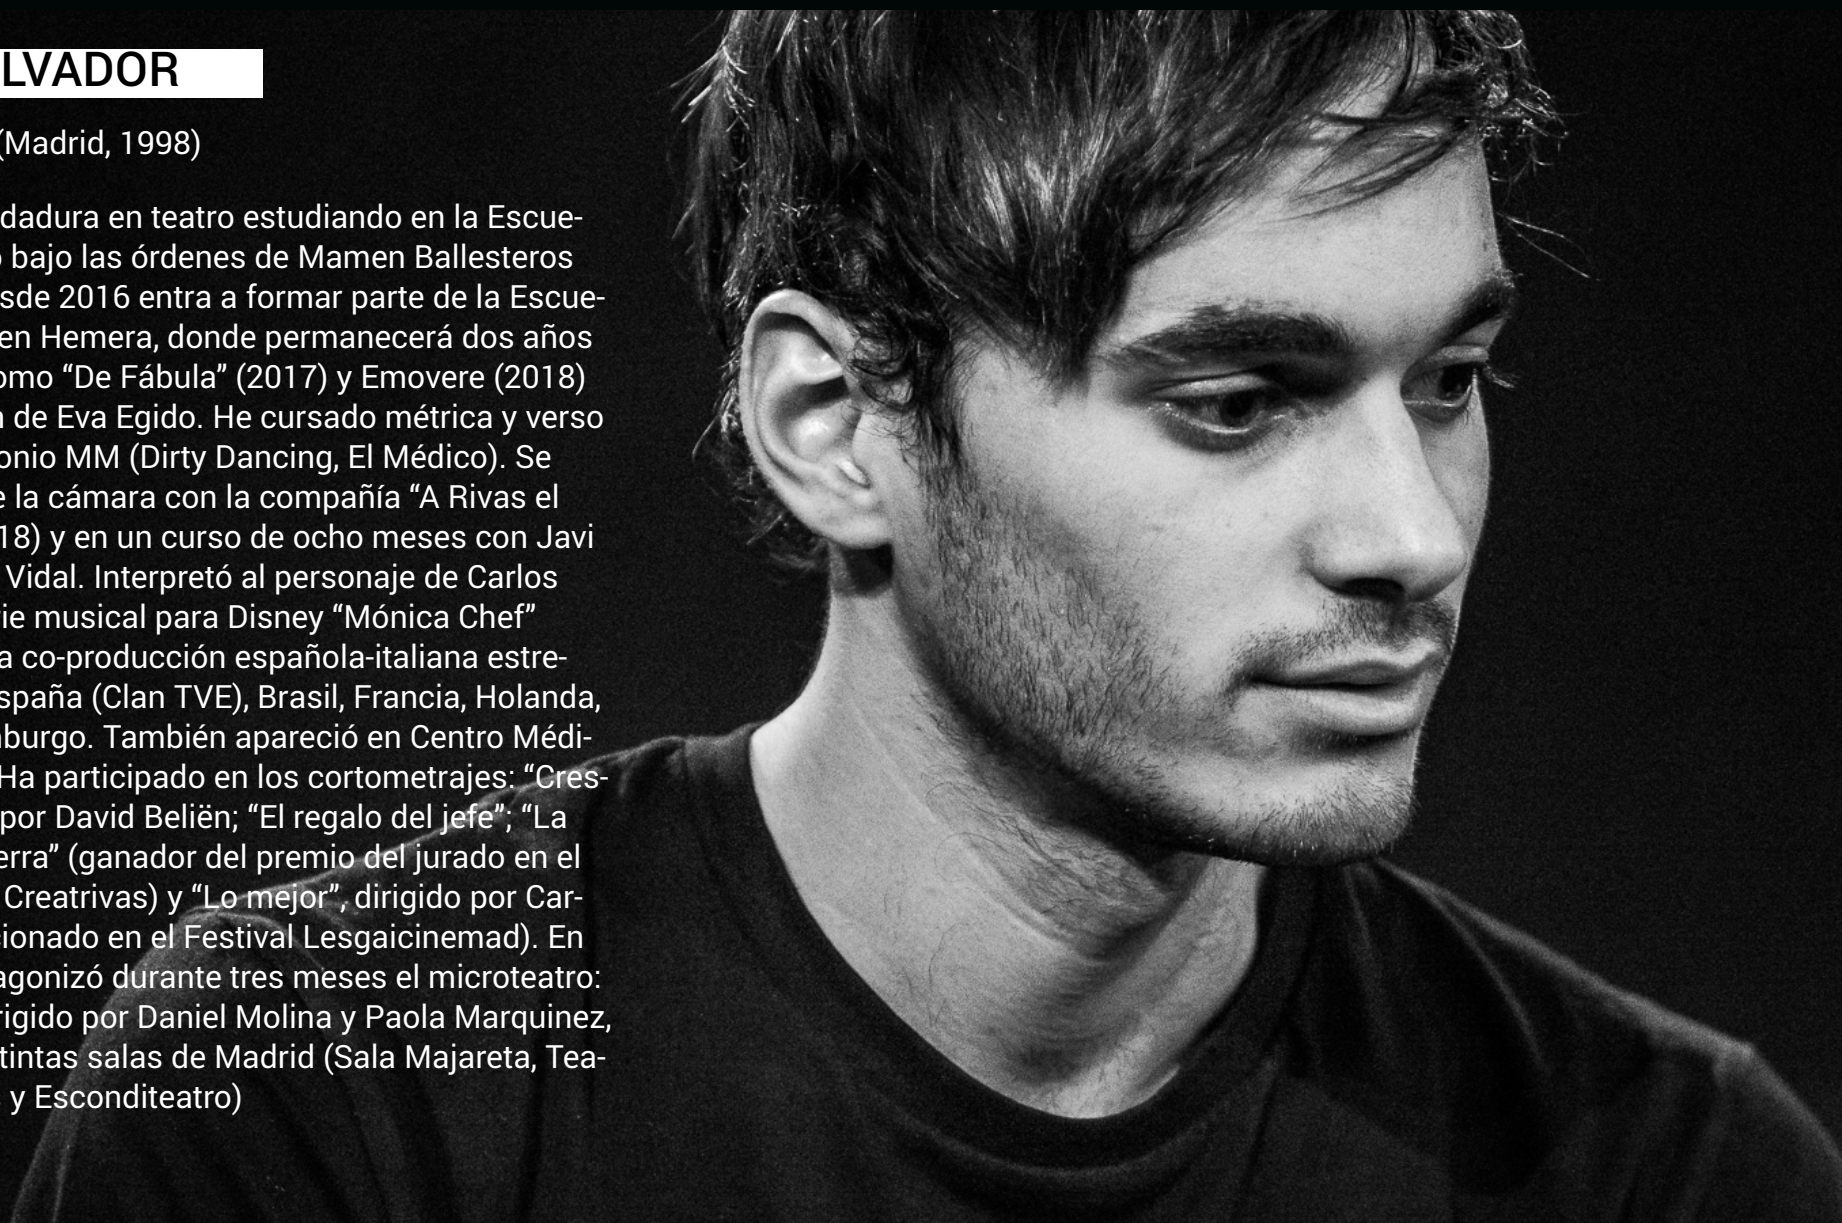 LVADOR
(Madrid, 1998)
dadura en teatro estudiando en la Escue-
bajo las órdenes de Mamen Ballesteros
sde 2016 entra a formar parte de la Escue-
en Hemera, donde permanecerá dos años
omo “De Fábula” (2017) y Emovere (2018)
de Eva Egido. He cursado métrica y verso
onio MM (Dirty Dancing, El Médico). Se
e la cámara con la compañía “A Rivas el
18) y en un curso de ocho meses con Javi
Vidal. Interpretó al personaje de Carlos
rie musical para Disney “Mónica Chef”
a co-producción española-italiana estre-
spaña (Clan TVE), Brasil, Francia, Holanda,
burgo. También apareció en Centro Médi-
Ha participado en los cortometrajes: “Cres-
por David Beliën; “El regalo del jefe”; “La
erra” (ganador del premio del jurado en el
Creatrivas) y “Lo mejor”, dirigido por Car-
cionado en el Festival Lesgaicinemad). En
agonizó durante tres meses el microteatro:
rigido por Daniel Molina y Paola Marquinez,
tintas salas de Madrid (Sala Majareta, Tea-
y Esconditeatro)